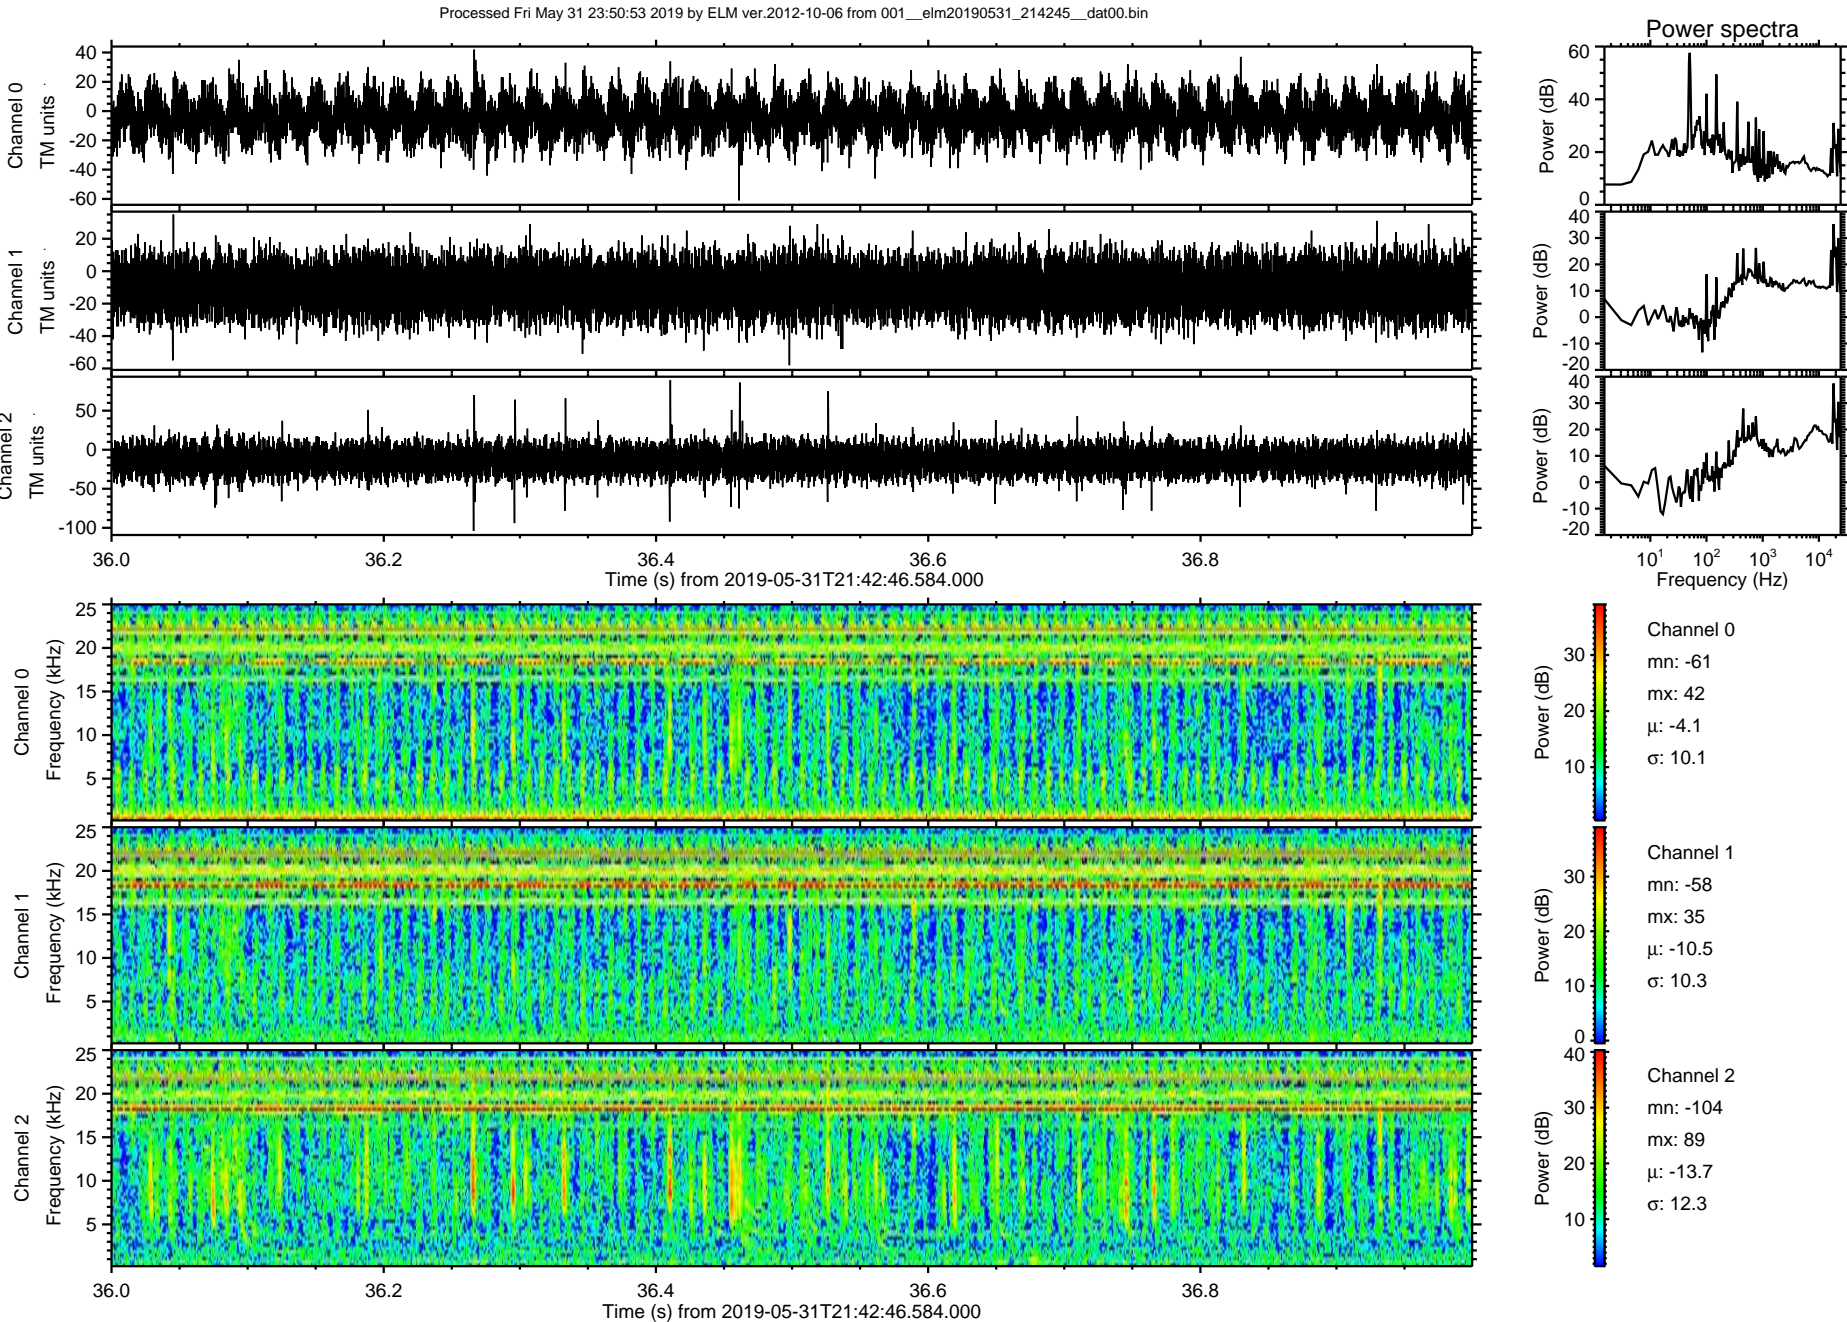 Processed Fri May 31 23:50:53 2019 by ELM ver.2012-10-06 from 001__elm20190531_214245__dat00.bin
Power spectra
Channel 0
TM units
40
20
0
-20
-40
-60
Power (dB)
60
40
20
0
Channel 1
TM units
20
0
-20
-40
-60
Power (dB)
40
30
20
10
0
-10
-20
Channel 2
TM units
50
0
-50
-100
Power (dB)
40
30
20
10
0
-10
-20
36.0 36.2 36.4 36.6 36.8
Time (s) from 2019-05-31T21:42:46.584.000
10^1 10^2 10^3 10^4
Frequency (Hz)
Channel 0
Frequency (kHz)
25
20
15
10
5
Power (dB)
30
20
10
Channel 0
mn: -61
mx: 42
μ: -4.1
σ: 10.1
Channel 1
Frequency (kHz)
25
20
15
10
5
Power (dB)
30
20
10
0
Channel 1
mn: -58
mx: 35
μ: -10.5
σ: 10.3
Channel 2
Frequency (kHz)
25
20
15
10
5
Power (dB)
40
30
20
10
Channel 2
mn: -104
mx: 89
μ: -13.7
σ: 12.3
36.0 36.2 36.4 36.6 36.8
Time (s) from 2019-05-31T21:42:46.584.000